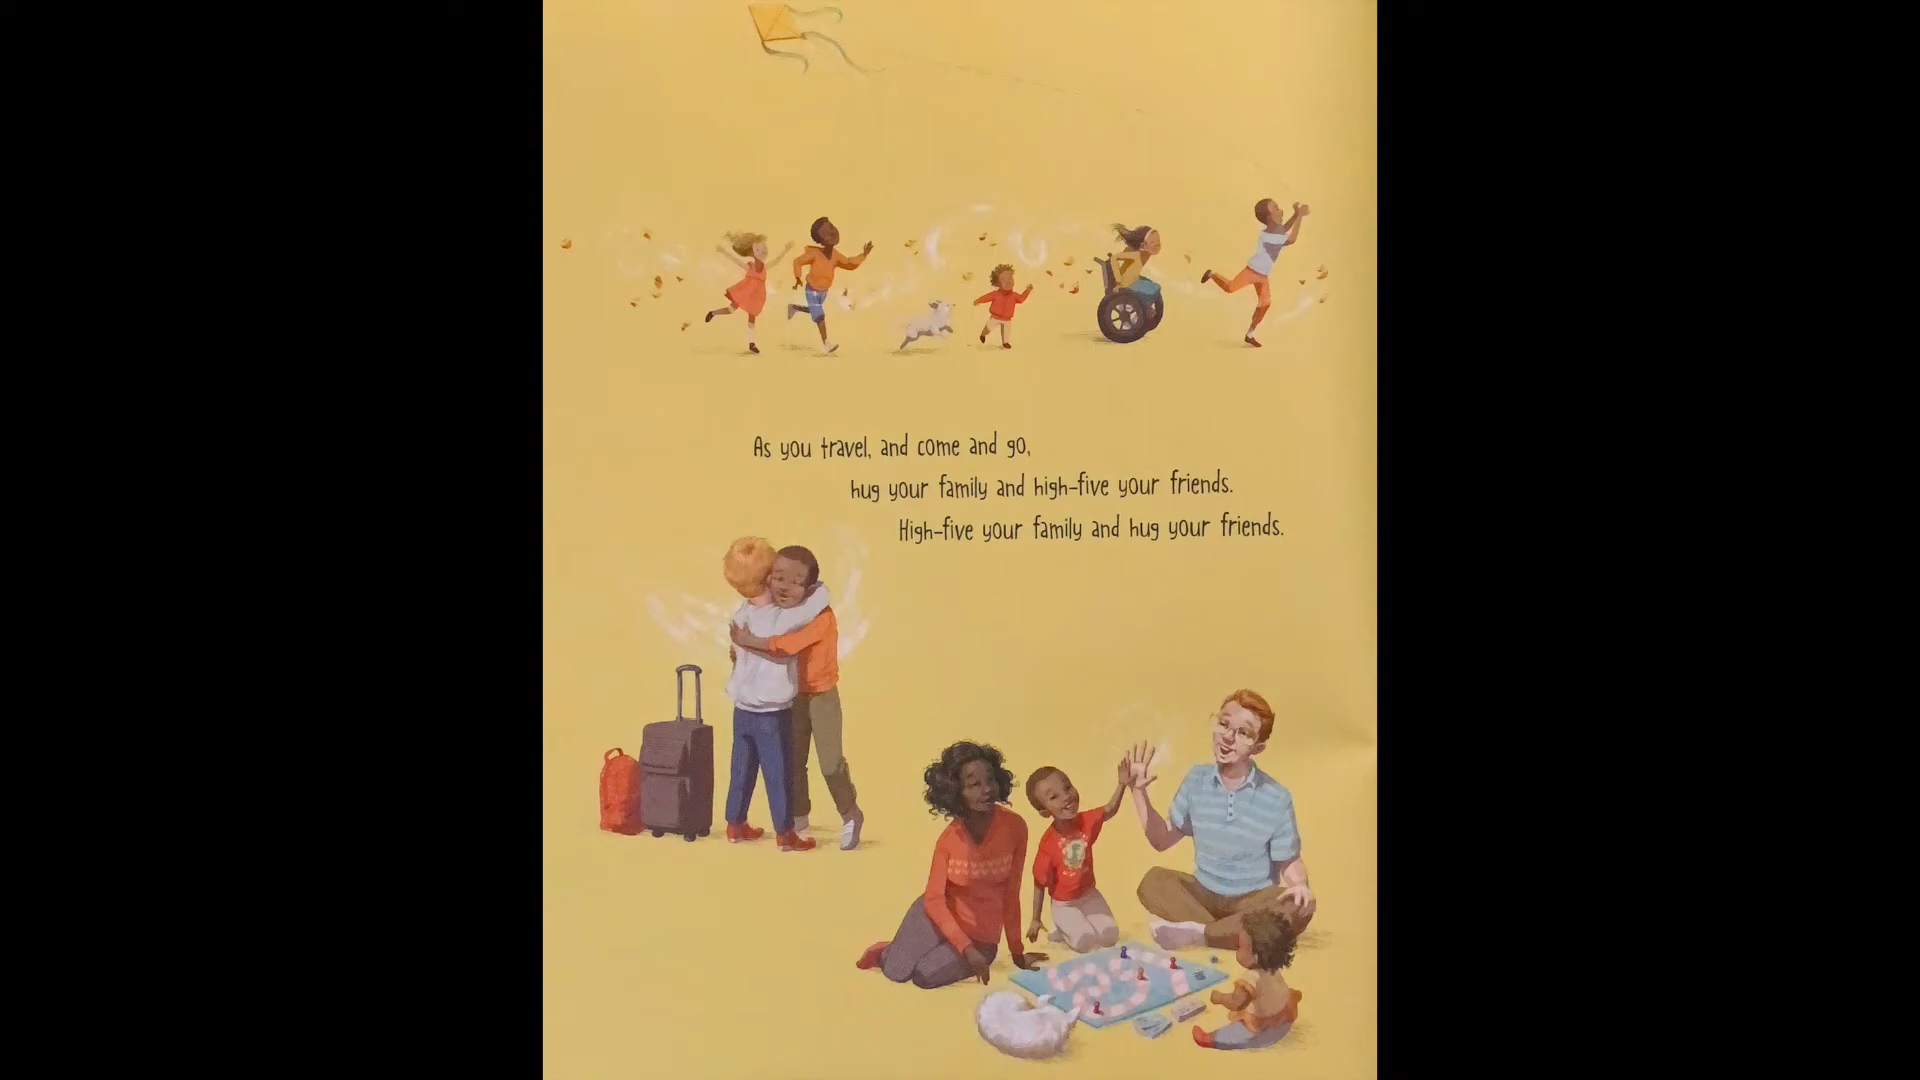 As you travel, and come and go,
hug your family and high-five your friends.
High-five your family and hug your friends.